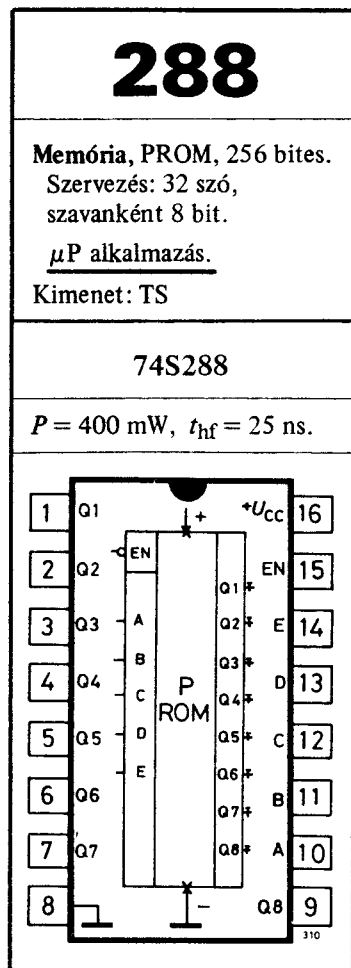 288
Memória, PROM, 256 bites.
Szervezés: 32 szó,
szavanként 8 bit.
μP alkalmazás.
Kimenet: TS
74S288
P = 400 mW, thf = 25 ns.
1 Q1 + +UCC 16
2 Q2 EN EN 15
Q1
3 Q3 A Q2 E 14
B Q3
4 Q4 C P Q4 D 13
5 Q5 D ROM Q5 C 12
E Q6
6 Q6 Q7 B 11
7 Q7 Q8 A 10
8 − Q8 9
310